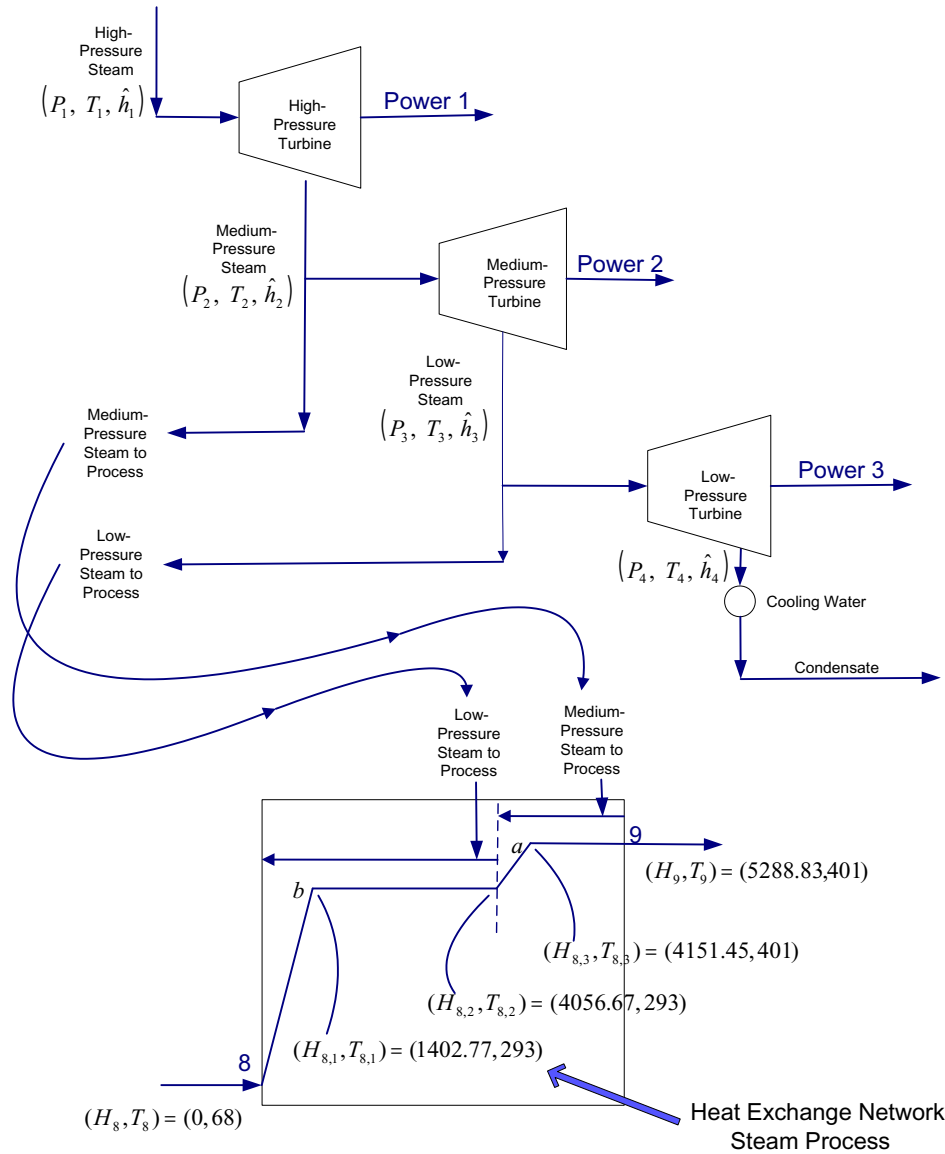 High-
Pressure
Steam
(P₁, T₁, ĥ₁)
High-
Pressure
Turbine
Power 1
Medium-
Pressure
Steam
(P₂, T₂, ĥ₂)
Medium-
Pressure
Turbine
Power 2
Low-
Pressure
Steam
(P₃, T₃, ĥ₃)
Medium-
Pressure
Steam to
Process
Low-
Pressure
Turbine
Power 3
Low-
Pressure
Steam to
Process
(P₄, T₄, ĥ₄)
Cooling Water
Condensate
Low-
Pressure
Steam to
Process
Medium-
Pressure
Steam to
Process
a
9
(H₉,T₉) = (5288.83,401)
b
(H₈,₃,T₈,₃) = (4151.45,401)
(H₈,₂,T₈,₂) = (4056.67,293)
(H₈,₁,T₈,₁) = (1402.77,293)
8
(H₈,T₈) = (0,68)
Heat Exchange Network
Steam Process